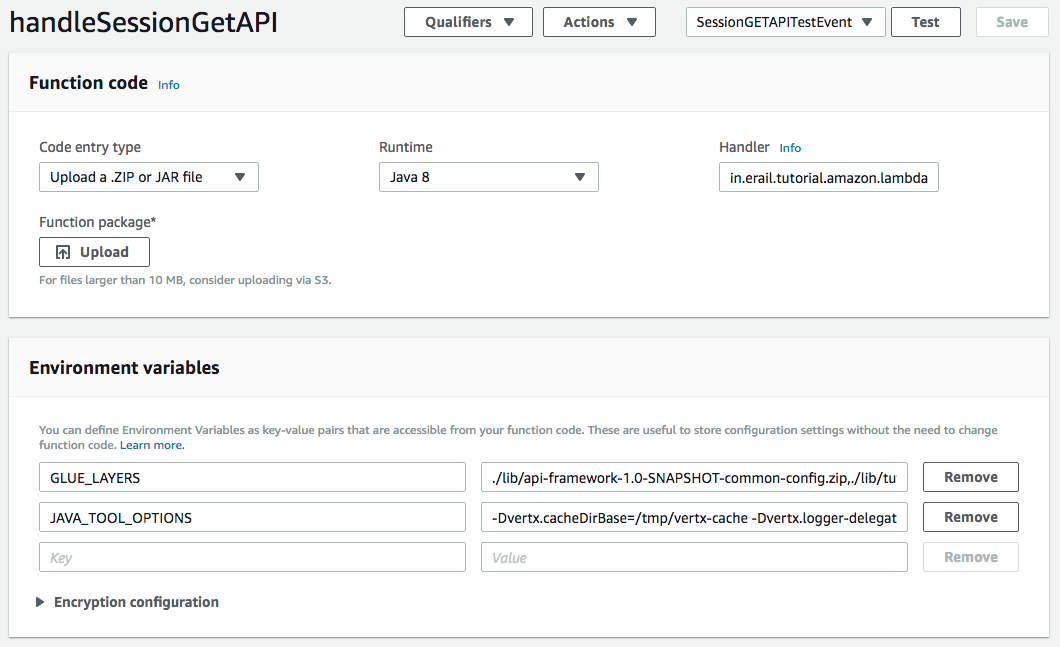 handleSessionGetAPI
Qualifiers
Actions
SessionGETAPITestEvent
Test
Save
Function code Info
Code entry type
Runtime
Handler Info
Upload a .ZIP or JAR file
Java 8
in.erail.tutorial.amazon.lambda
Function package*
Upload
For files larger than 10 MB, consider uploading via S3.
Environment variables
You can define Environment Variables as key-value pairs that are accessible from your function code. These are useful to store configuration settings without the need to change
function code. Learn more.
GLUE_LAYERS
./lib/api-framework-1.0-SNAPSHOT-common-config.zip,./lib/tu
Remove
JAVA_TOOL_OPTIONS
-Dvertx.cacheDirBase=/tmp/vertx-cache -Dvertx.logger-delegat
Remove
Key
Value
Remove
Encryption configuration